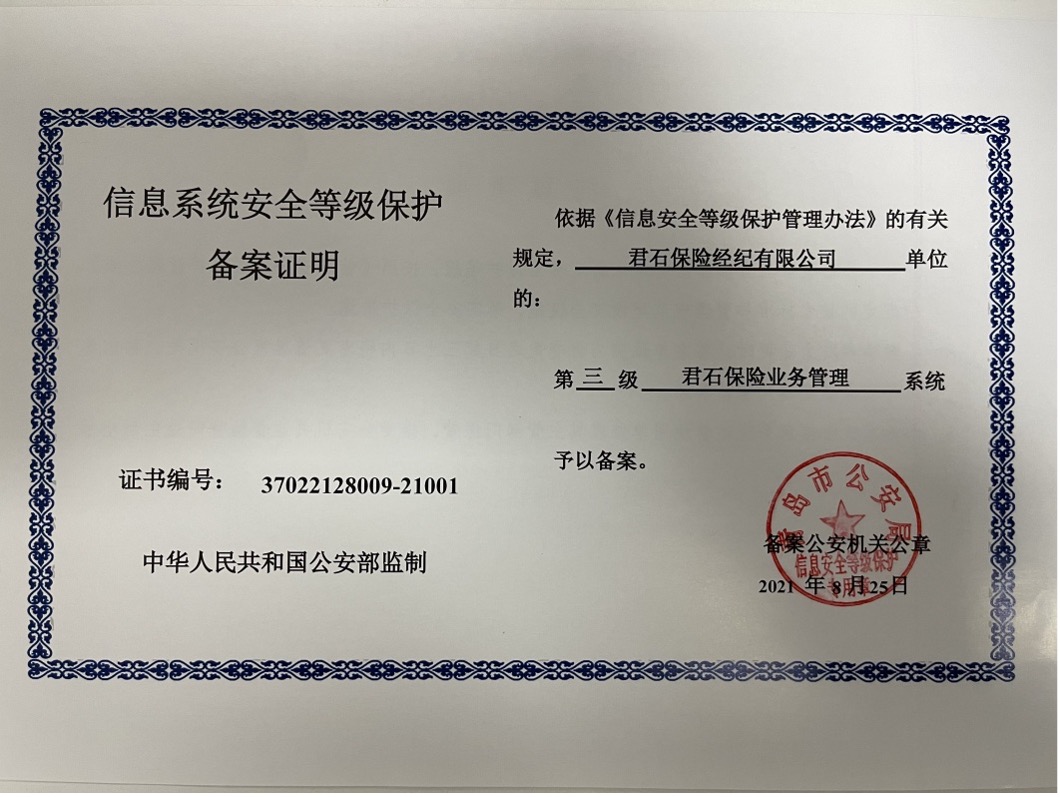 信息系统安全等级保护
备案证明
证书编号： 37022128009-21001
中华人民共和国公安部监制
依据《信息安全等级保护管理办法》的有关
规定，君石保险经纪有限公司单位
的：
第三级 君石保险业务管理 系统
予以备案。
青岛市公安局
备案公安机关公章
信息安全等级保护
专用章
2021 年 8 月 25 日